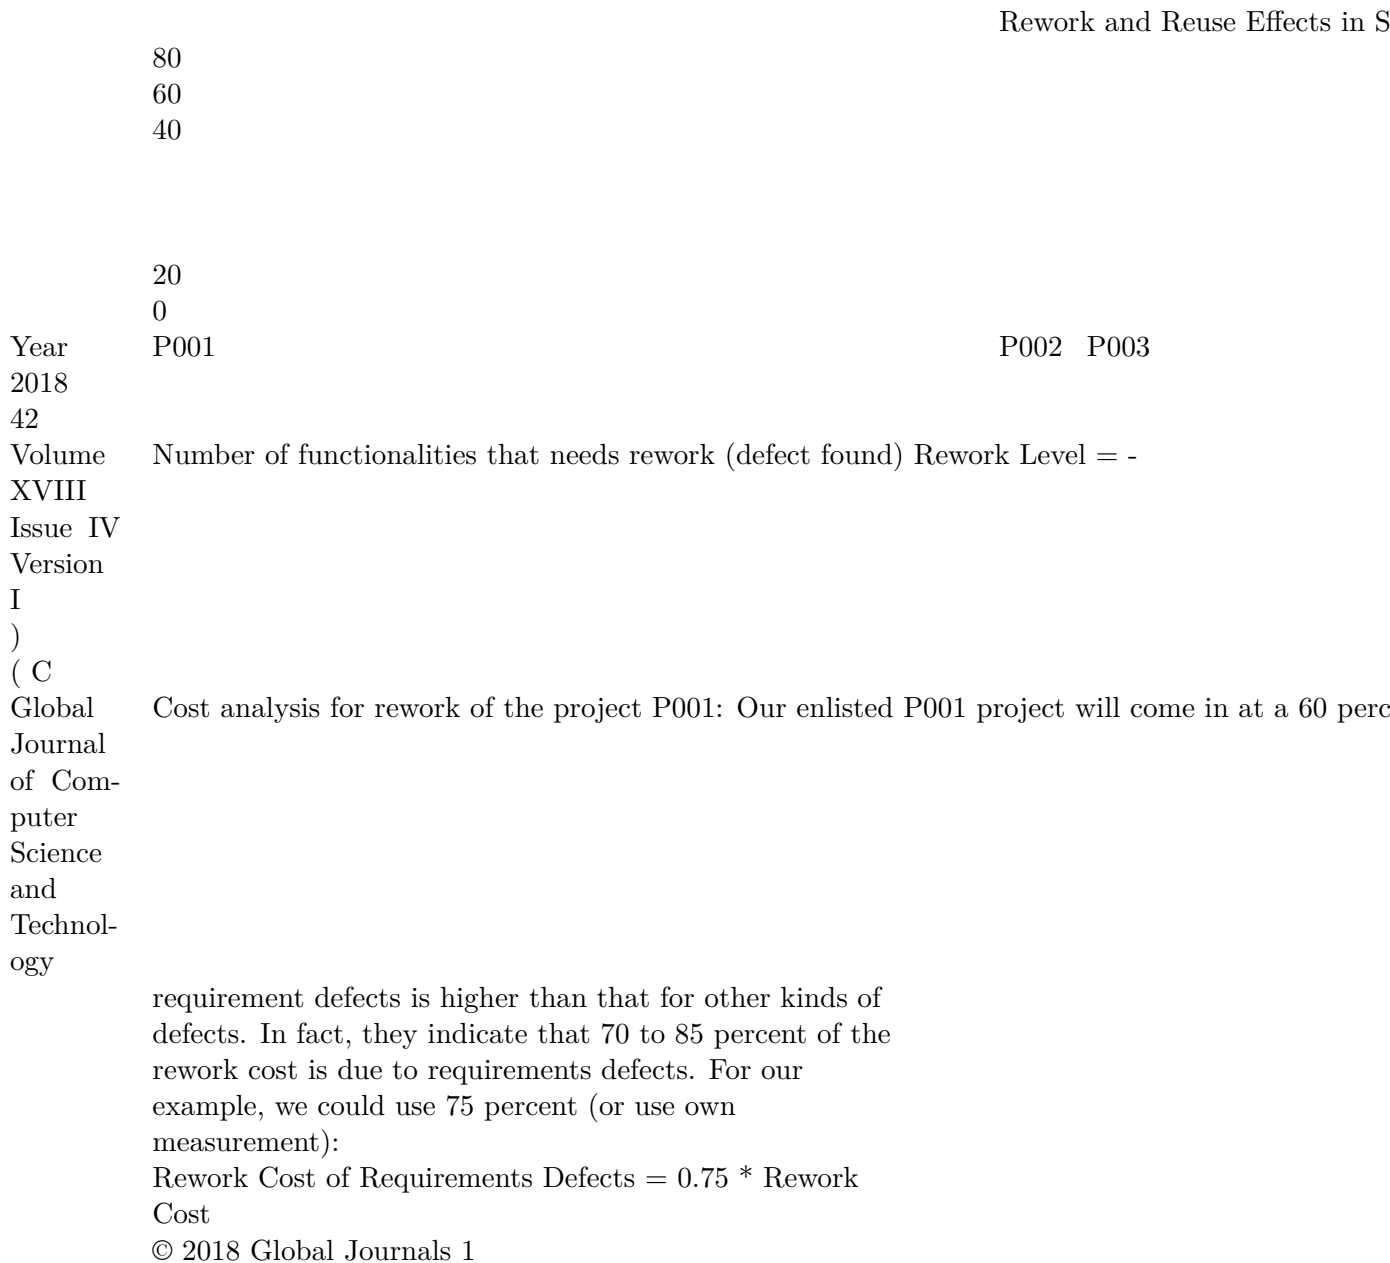 Rework and Reuse Effects in S
80
60
40
20
0
Year P001 P002 P003
2018
42
Volume Number of functionalities that needs rework (defect found) Rework Level = -
XVIII
Issue IV
Version
I
)
( C
Global Cost analysis for rework of the project P001: Our enlisted P001 project will come in at a 60 perc
Journal
of Com-
puter
Science
and
Technol-
ogy
requirement defects is higher than that for other kinds of
defects. In fact, they indicate that 70 to 85 percent of the
rework cost is due to requirements defects. For our
example, we could use 75 percent (or use own
measurement):
Rework Cost of Requirements Defects = 0.75 * Rework
Cost
© 2018 Global Journals 1